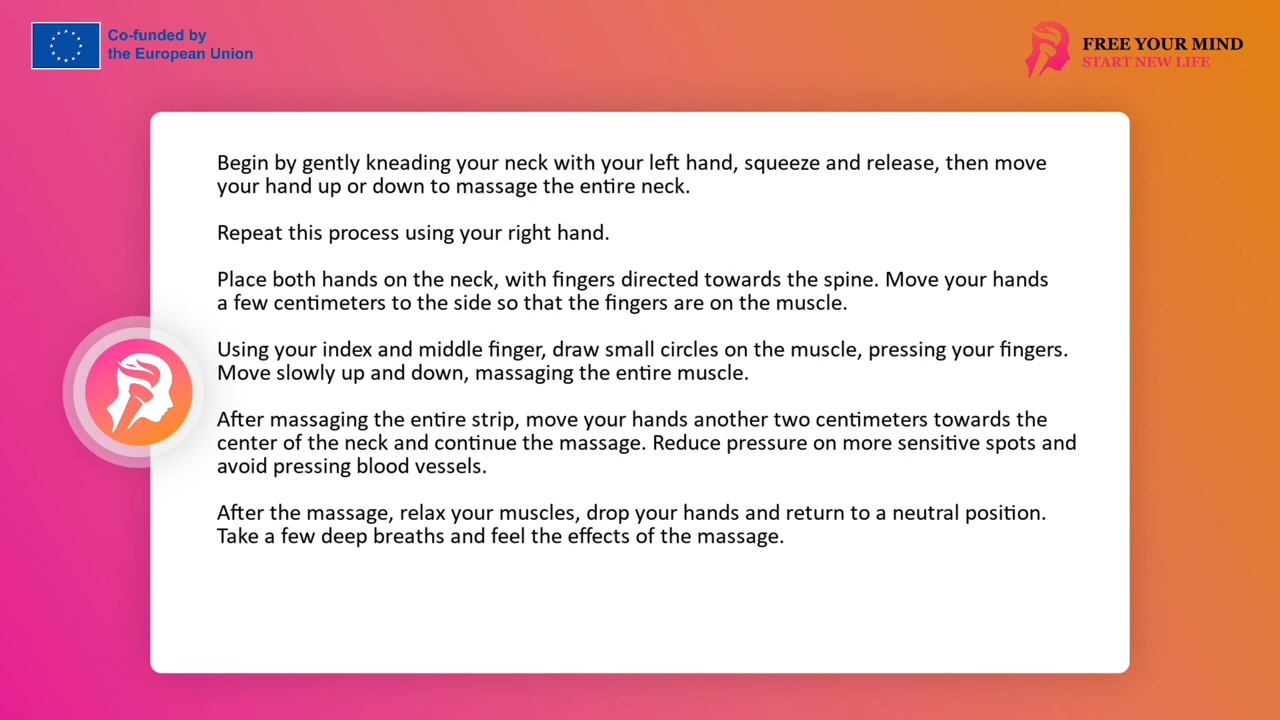 Co-funded by
the European Union
FREE YOUR MIND
START NEW LIFE
Begin by gently kneading your neck with your left hand, squeeze and release, then move
your hand up or down to massage the entire neck.
Repeat this process using your right hand.
Place both hands on the neck, with fingers directed towards the spine. Move your hands
a few centimeters to the side so that the fingers are on the muscle.
Using your index and middle finger, draw small circles on the muscle, pressing your fingers.
Move slowly up and down, massaging the entire muscle.
After massaging the entire strip, move your hands another two centimeters towards the
center of the neck and continue the massage. Reduce pressure on more sensitive spots and
avoid pressing blood vessels.
After the massage, relax your muscles, drop your hands and return to a neutral position.
Take a few deep breaths and feel the effects of the massage.